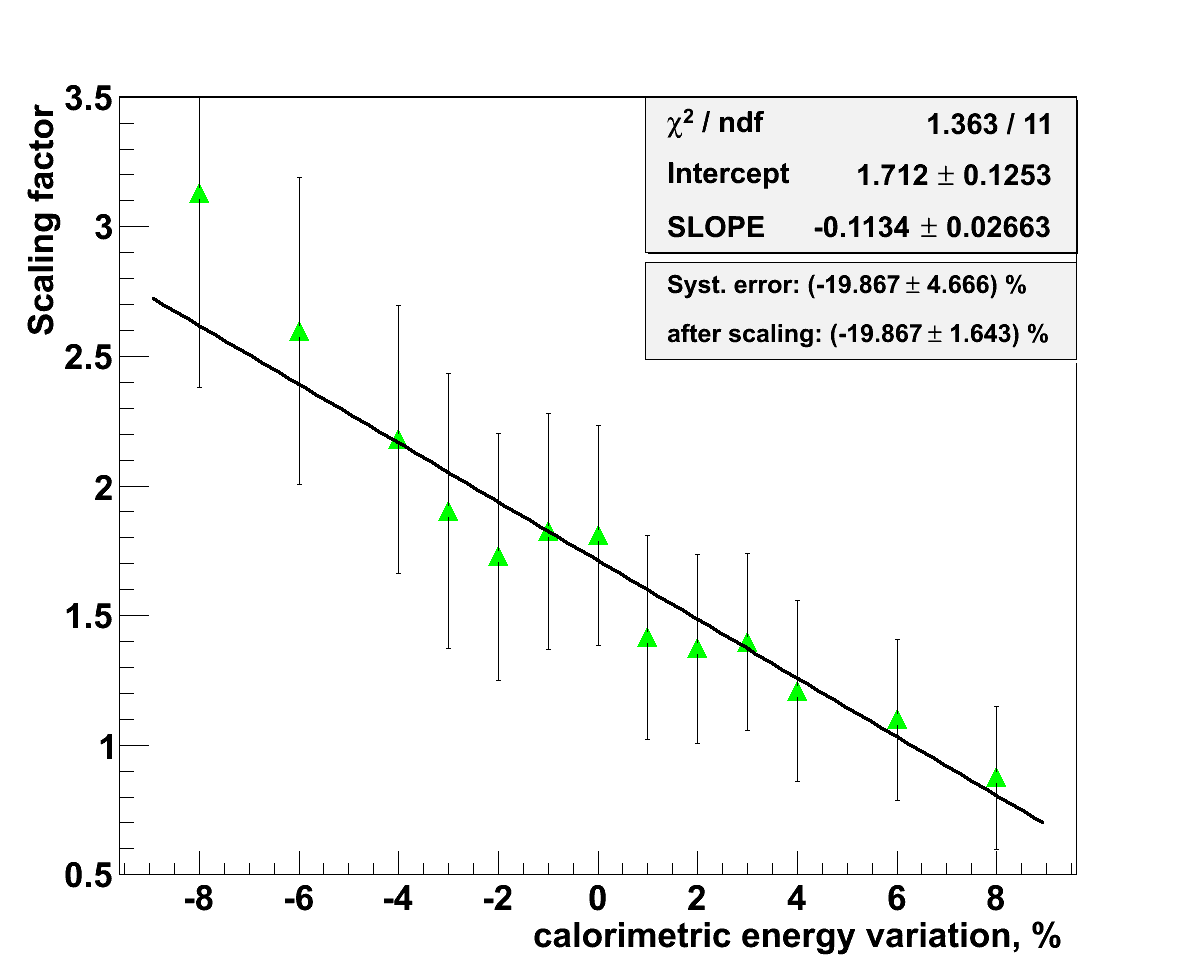 Scaling factor
3.5
3
2.5
2
1.5
1
0.5
χ² / ndf 1.363 / 11
Intercept 1.712 ± 0.1253
SLOPE -0.1134 ± 0.02663
Syst. error: (-19.867 ± 4.666) %
after scaling: (-19.867 ± 1.643) %
-8 -6 -4 -2 0 2 4 6 8
calorimetric energy variation, %